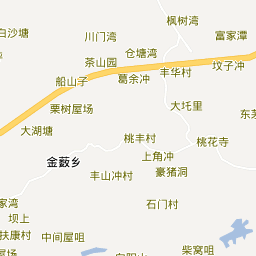 枫树湾
白沙塘
川门湾
富家潭
仓塘湾
茶山园
坟子冲
丰华村
船山子
葛余冲
栗树屋场
大圫里
东茅
大湖塘
桃丰村
桃花寺
上角冲
金薮乡
豪猪洞
丰山冲村
家湾
石门村
坝上
扶康村
中间屋咀
柴窝咀